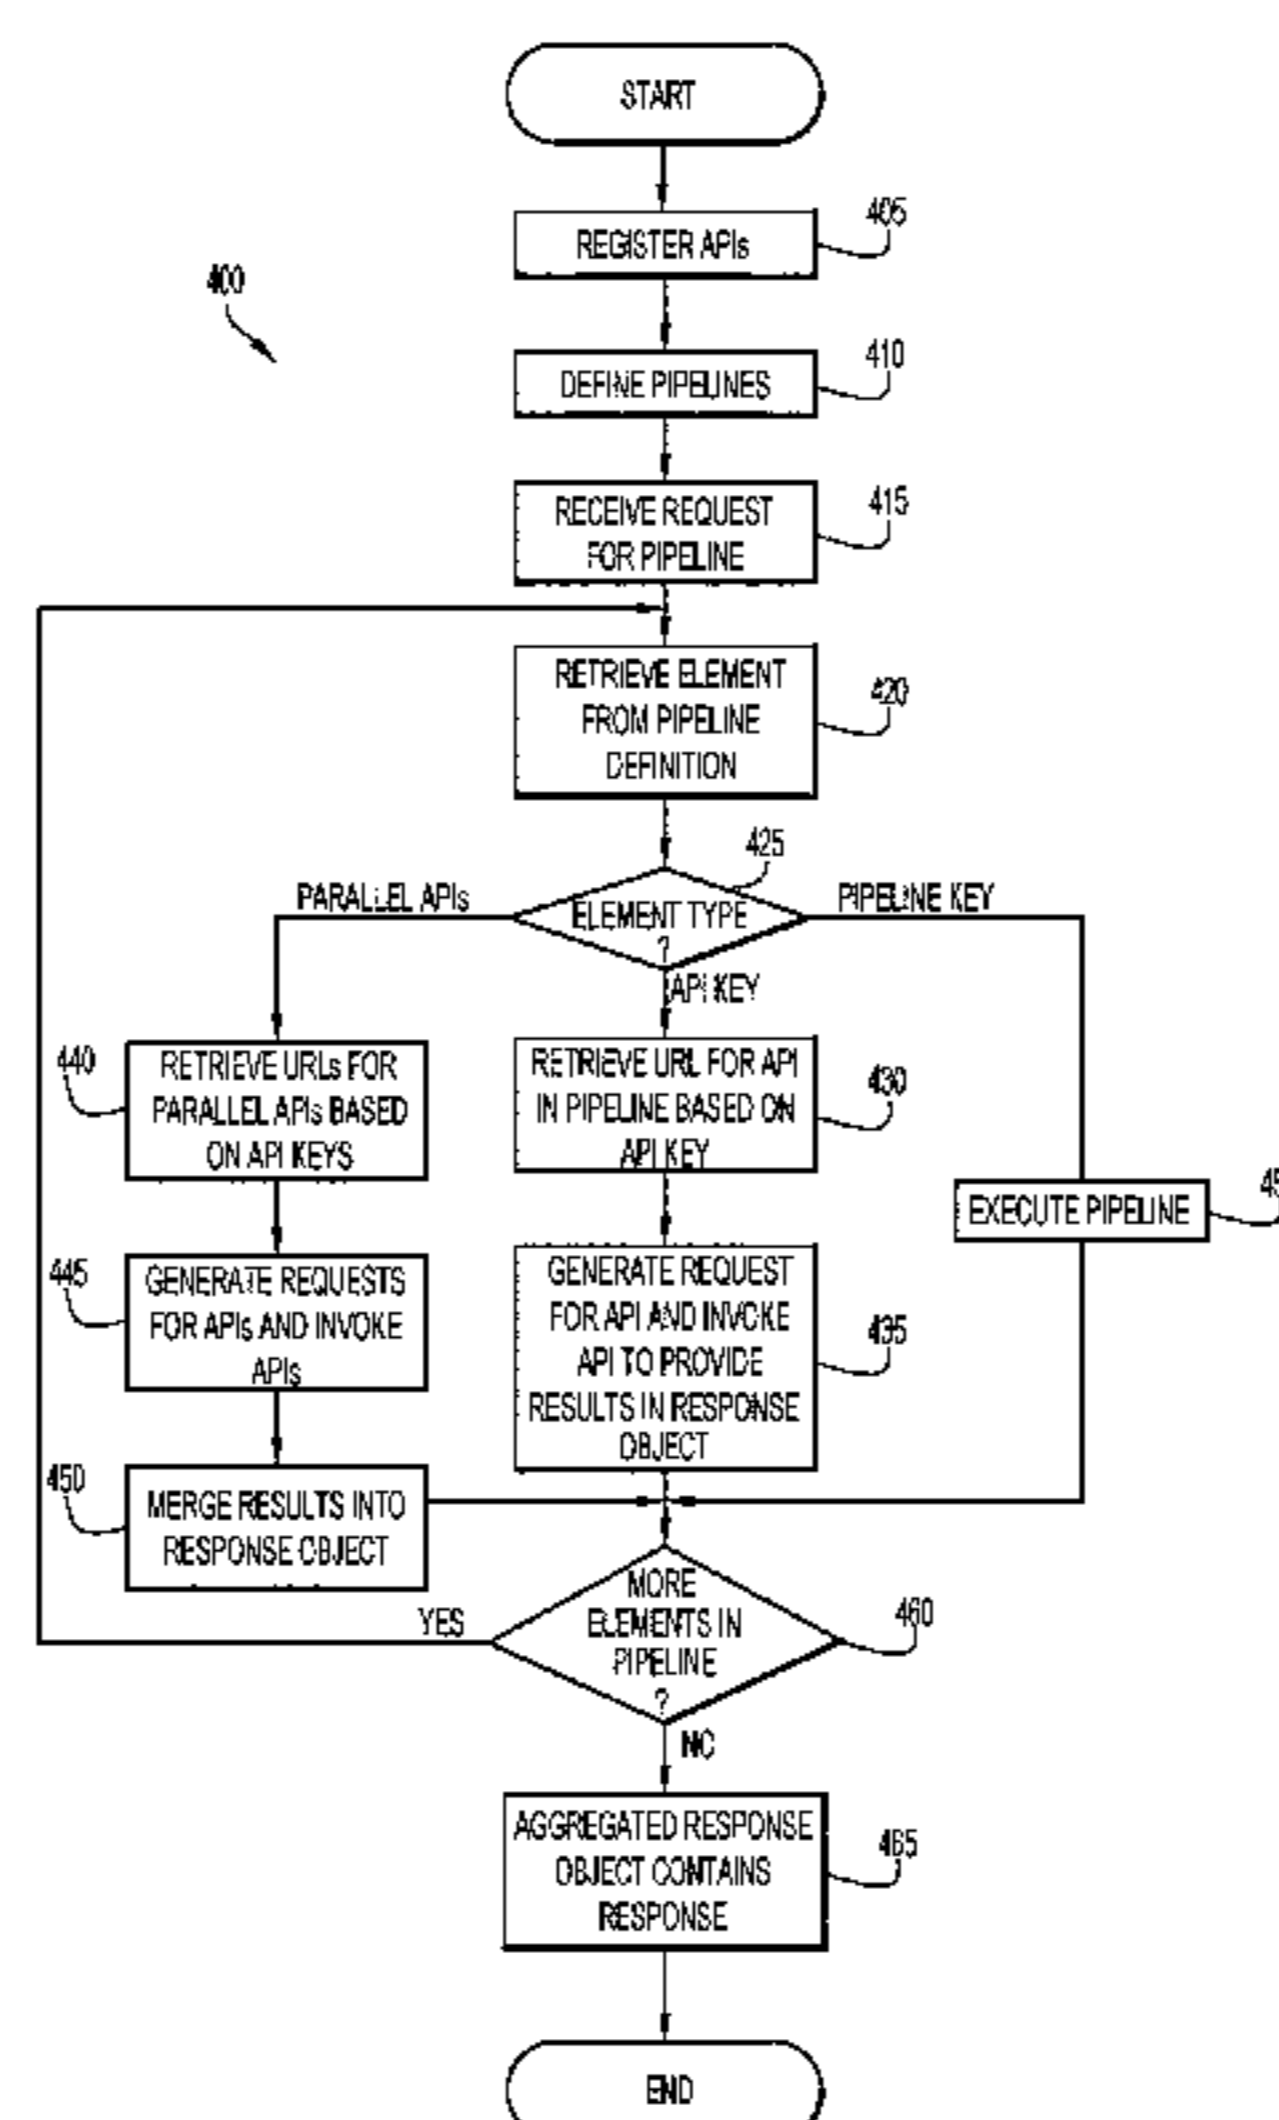 START
REGISTER APIs
405
400
DEFINE PIPELINES
410
RECEIVE REQUEST
FOR PIPELINE
415
RETRIEVE ELEMENT
FROM PIPELINE
DEFINITION
420
425
PARALLEL APIs
ELEMENT TYPE
?
PIPELINE KEY
API KEY
440
RETRIEVE URLs FOR
PARALLEL APIs BASED
ON API KEYS
RETRIEVE URL FOR API
IN PIPELINE BASED ON
API KEY
430
EXECUTE PIPELINE
445
GENERATE REQUESTS
FOR APIs AND INVOKE
APIs
GENERATE REQUEST
FOR API AND INVOKE
API TO PROVIDE
RESULTS IN RESPONSE
OBJECT
435
450
MERGE RESULTS INTO
RESPONSE OBJECT
YES
MORE
ELEMENTS IN
PIPELINE
?
460
NO
AGGREGATED RESPONSE
OBJECT CONTAINS
RESPONSE
465
END